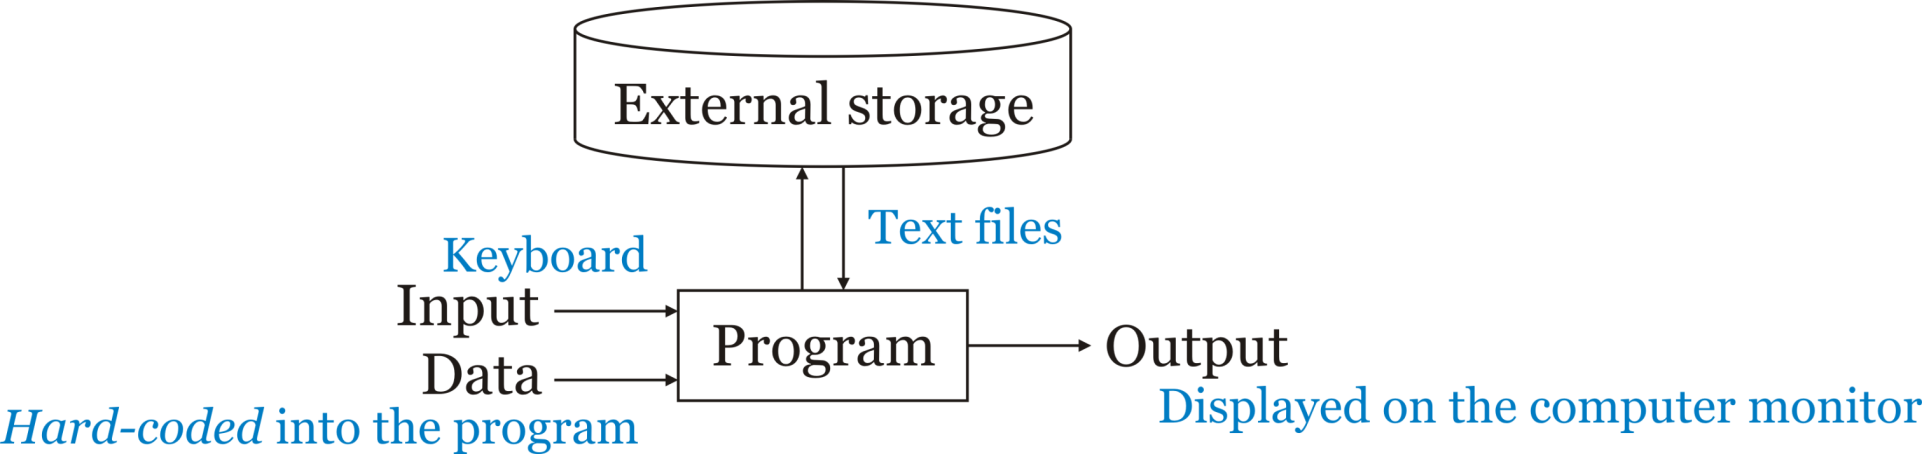 External storage
Text files
Keyboard
Input
Program
Output
Data
Displayed on the computer monitor
Hard-coded into the program